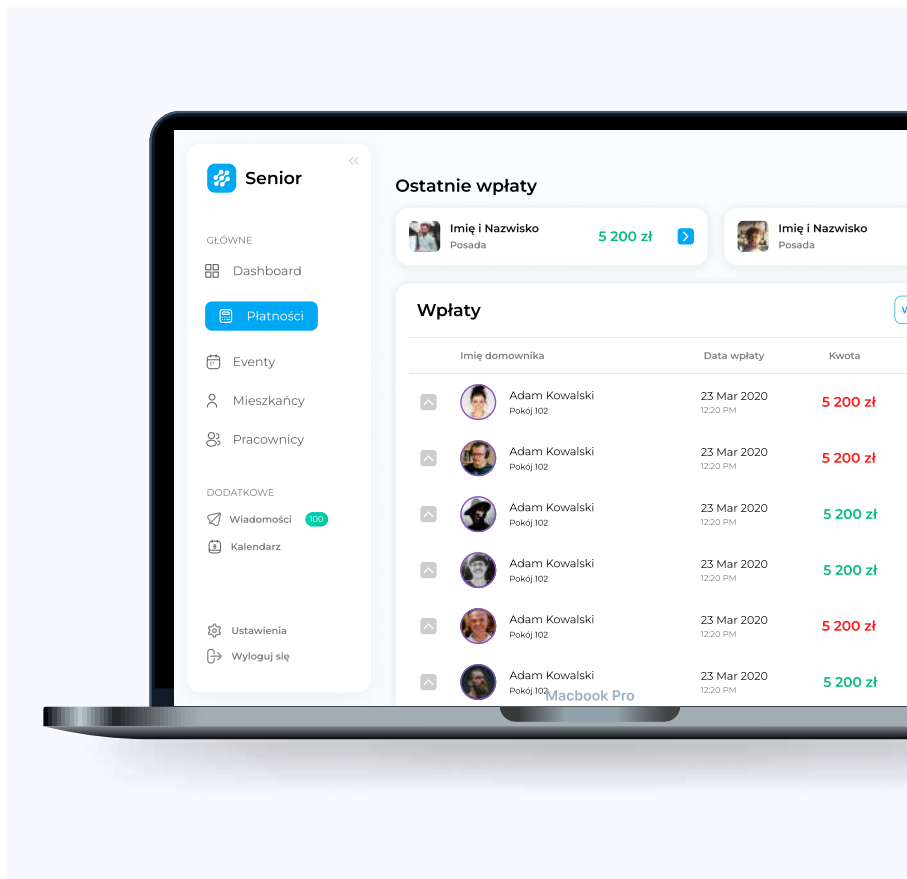 Senior
GŁÓWNE
Dashboard
Płatności
Eventy
Mieszkańcy
Pracownicy
DODATKOWE
Wiadomości 100
Kalendarz
8
Ustawienia
Wyloguj się
Ostatnie wpłaty
Imię i Nazwisko
Posada
5 200 zł
Imię i Nazwisko
Posada
Wpłaty
Imię domownika Data wpłaty Kwota
Adam Kowalski 23 Mar 2020 5 200 zł
Pokój 102 12:20 PM
Adam Kowalski 23 Mar 2020 5 200 zł
Pokój 102 12:20 PM
Adam Kowalski 23 Mar 2020 5 200 zł
Pokój 102 12:20 PM
Adam Kowalski 23 Mar 2020 5 200 zł
Pokój 102 12:20 PM
Adam Kowalski 23 Mar 2020 5 200 zł
Pokój 102 12:20 PM
Adam Kowalski 23 Mar 2020 5 200 zł
Pokój 102 12:20 PM
Macbook Pro